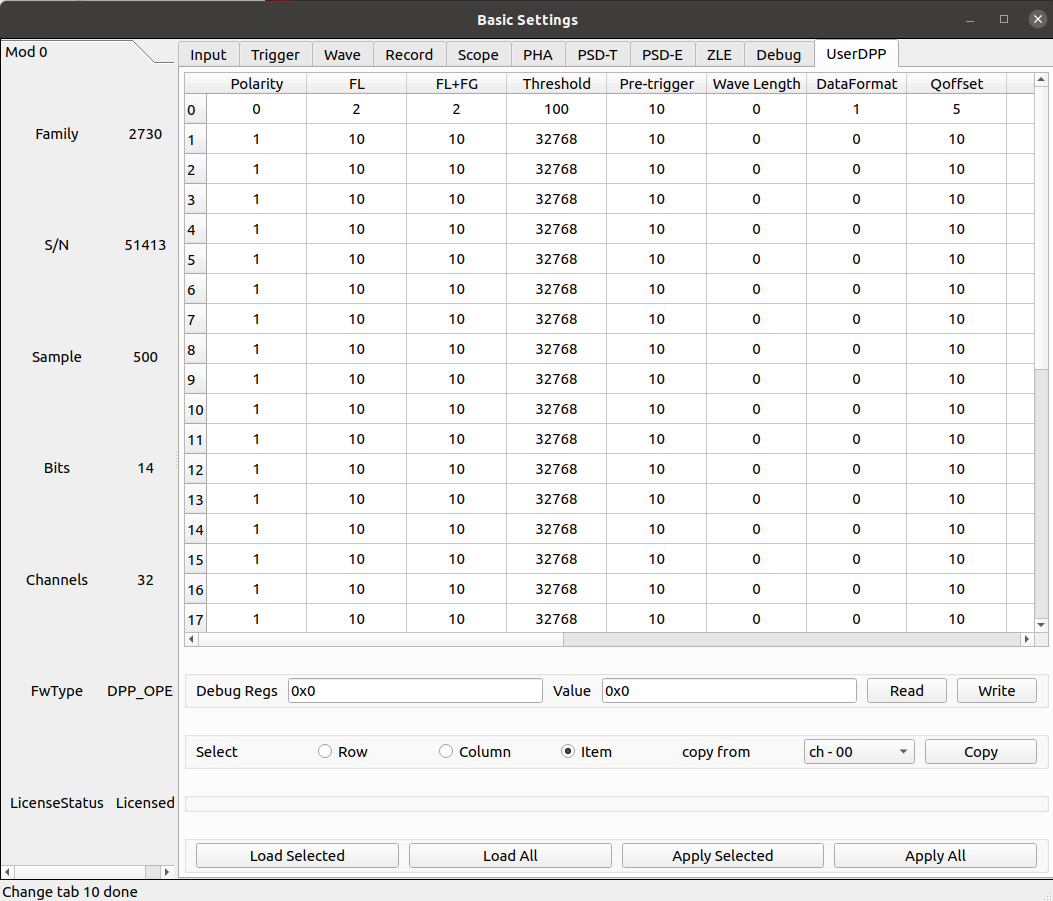 Basic Settings
Mod 0
Input Trigger Wave Record Scope PHA PSD-T PSD-E ZLE Debug UserDPP
Family 2730
S/N 51413
Sample 500
Bits 14
Channels 32
FwType DPP_OPE
LicenseStatus Licensed
Polarity FL FL+FG Threshold Pre-trigger Wave Length DataFormat Qoffset
0 0 2 2 100 10 0 1 5
1 1 10 10 32768 10 0 0 10
2 1 10 10 32768 10 0 0 10
3 1 10 10 32768 10 0 0 10
4 1 10 10 32768 10 0 0 10
5 1 10 10 32768 10 0 0 10
6 1 10 10 32768 10 0 0 10
7 1 10 10 32768 10 0 0 10
8 1 10 10 32768 10 0 0 10
9 1 10 10 32768 10 0 0 10
10 1 10 10 32768 10 0 0 10
11 1 10 10 32768 10 0 0 10
12 1 10 10 32768 10 0 0 10
13 1 10 10 32768 10 0 0 10
14 1 10 10 32768 10 0 0 10
15 1 10 10 32768 10 0 0 10
16 1 10 10 32768 10 0 0 10
17 1 10 10 32768 10 0 0 10
Debug Regs 0x0 Value 0x0 Read Write
Select Row Column Item copy from ch - 00 Copy
Load Selected Load All Apply Selected Apply All
Change tab 10 done